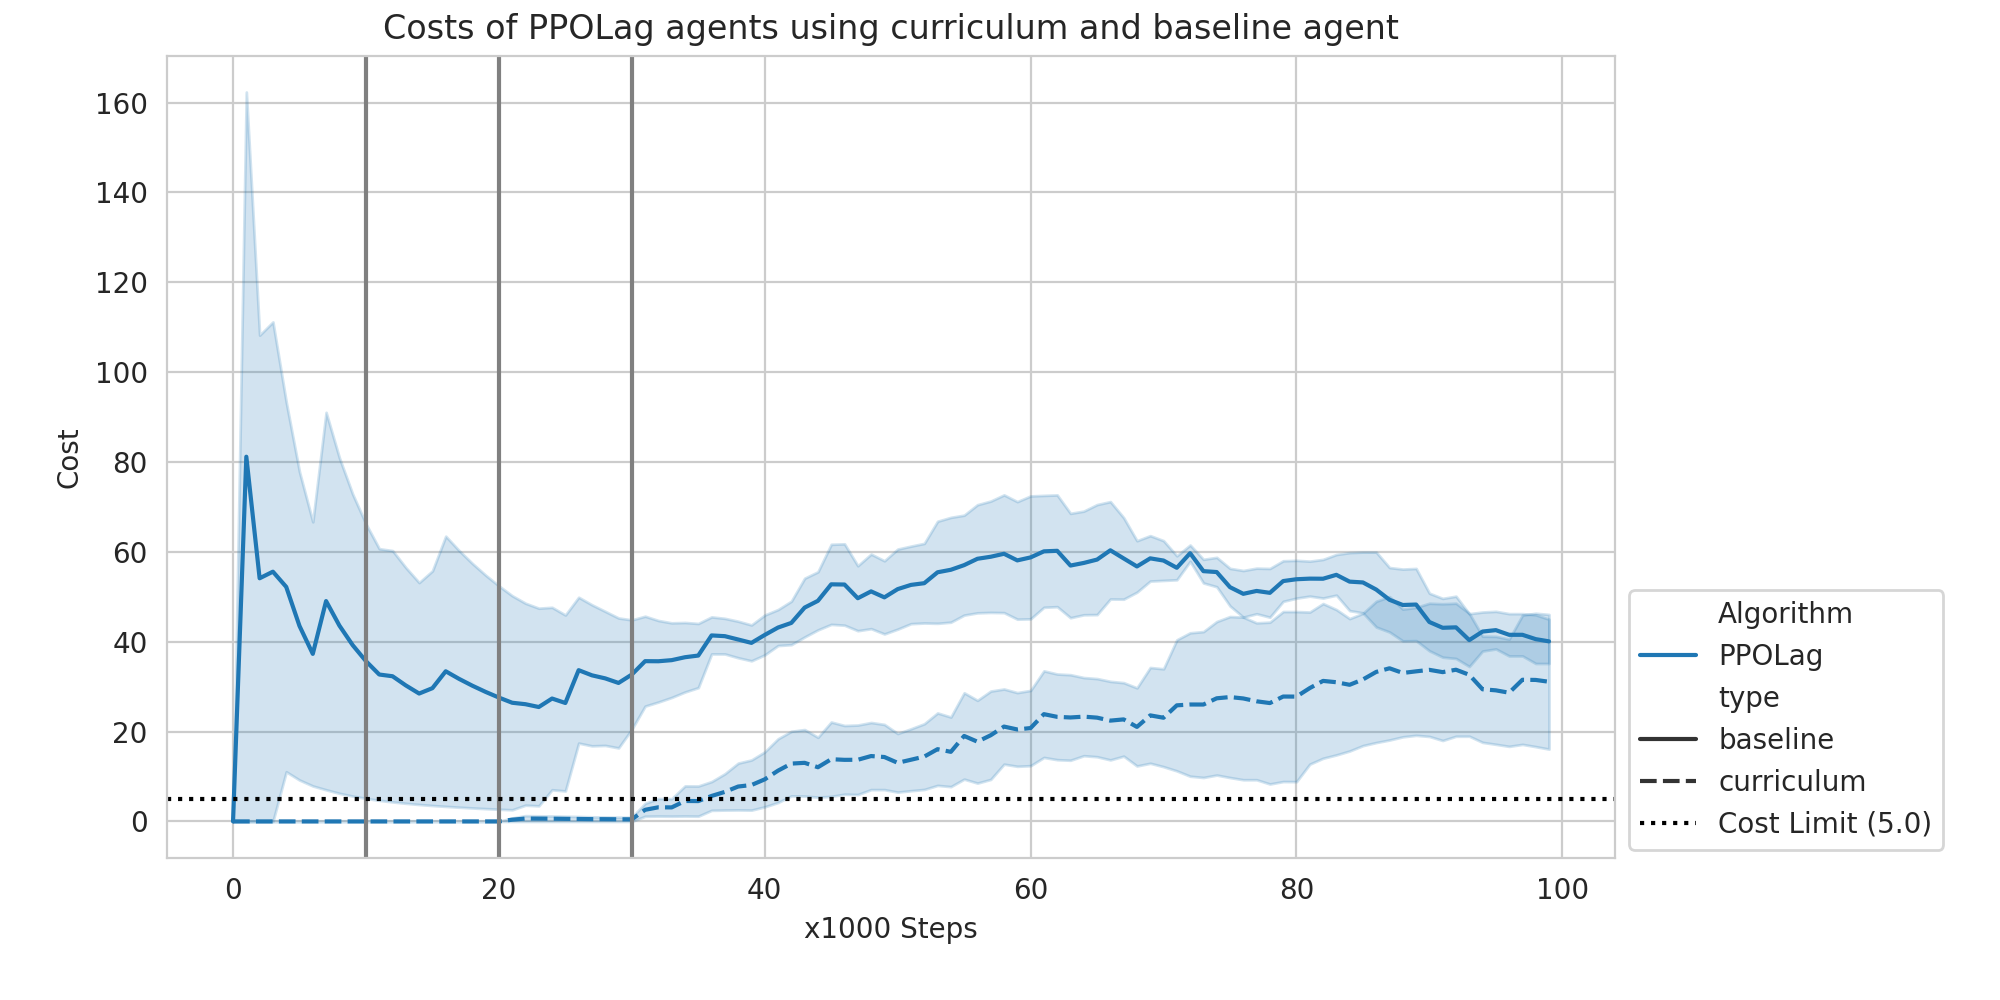 Costs of PPOLag agents using curriculum and baseline agent
160
140
120
100
80
60
40
20
0
Cost
0 20 40 60 80 100
x1000 Steps
Algorithm
PPOLag
type
baseline
curriculum
Cost Limit (5.0)